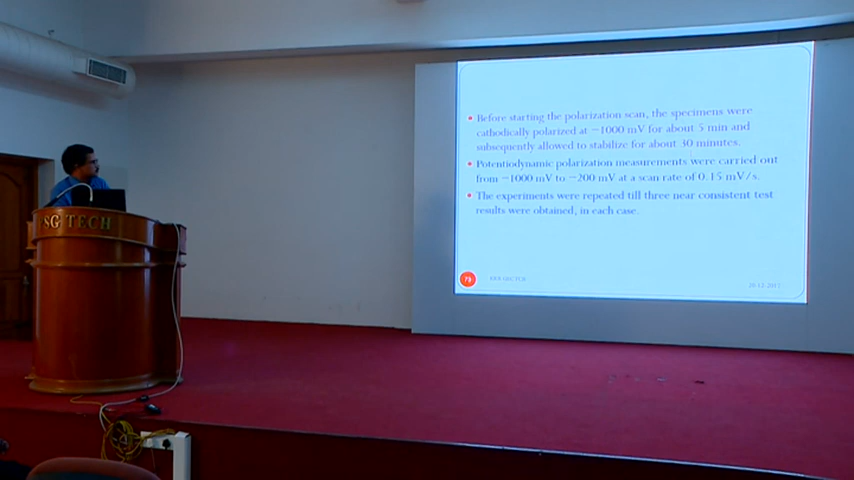 Before starting the polarization scan, the specimens were
cathodically polarized at −1000 mV for about 5 min and
subsequently allowed to stabilize for about 30 minutes.
Potentiodynamic polarization measurements were carried out
from −1000 mV to −200 mV at a scan rate of 0.15 mV/s.
The experiments were repeated till three near consistent test
results were obtained, in each case.
SG TECH